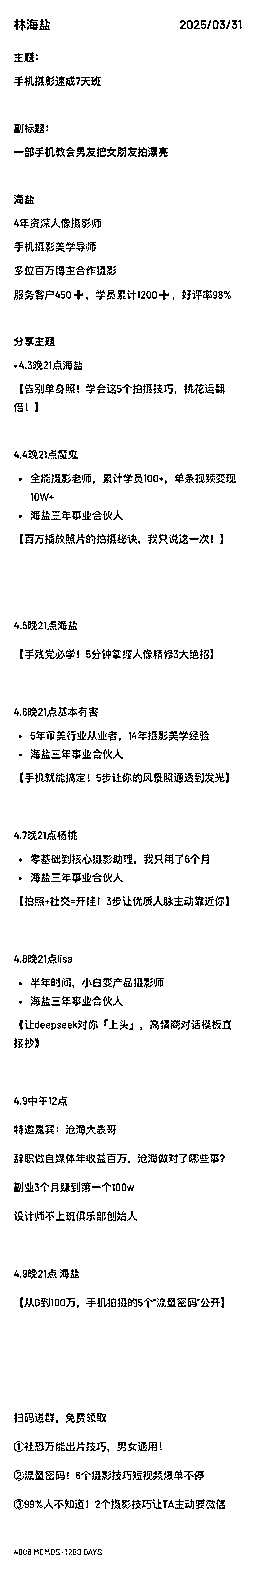 林海盐 2025/03/31
主题：
手机摄影速成7天班
副标题：
一部手机教会男友把女朋友拍漂亮
海盐
4年资深人像摄影师
手机摄影美学导师
多位百万博主合作摄影
服务客户450＋，学员累计1200＋，好评率98%
分享主题
•4.3晚21点海盐
【告别单身照！学会这5个拍摄技巧，桃花运翻
倍！】
4.4晚21点魔鬼
• 全能摄影老师，累计学员100+，单条视频变现
10W+
• 海盐三年事业合伙人
【百万播放照片的拍摄秘诀，我只说这一次！】
4.5晚21点海盐
【手残党必学！5分钟掌握人像精修3大绝招】
4.6晚21点基本有害
• 5年审美行业从业者，14年摄影美学经验
• 海盐三年事业合伙人
【手机就能搞定！5步让你的风景照通透到发光】
4.7晚21点杨桃
• 零基础到核心摄影助理，我只用了6个月
• 海盐三年事业合伙人
【拍照+社交=开挂！3步让优质人脉主动靠近你】
4.8晚21点lisa
• 半年时间，小白变产品摄影师
• 海盐三年事业合伙人
《让deepseek对你「上头」，高情商对话模板直
接抄》
4.9中午12点
特邀嘉宾：沧海大表哥
辞职做自媒体年收益百万，沧海做对了哪些事？
副业3个月赚到第一个100w
设计师不上班俱乐部创始人
4.9晚21点 海盐
【从0到100万，手机拍摄的5个“流量密码”公开】
扫码进群，免费领取
①社恐万能出片技巧，男女通用！
②流量密码！6个摄影技巧短视频爆单不停
③99%人不知道！2个摄影技巧让TA主动要微信
4008 MEMOS · 1283 DAYS